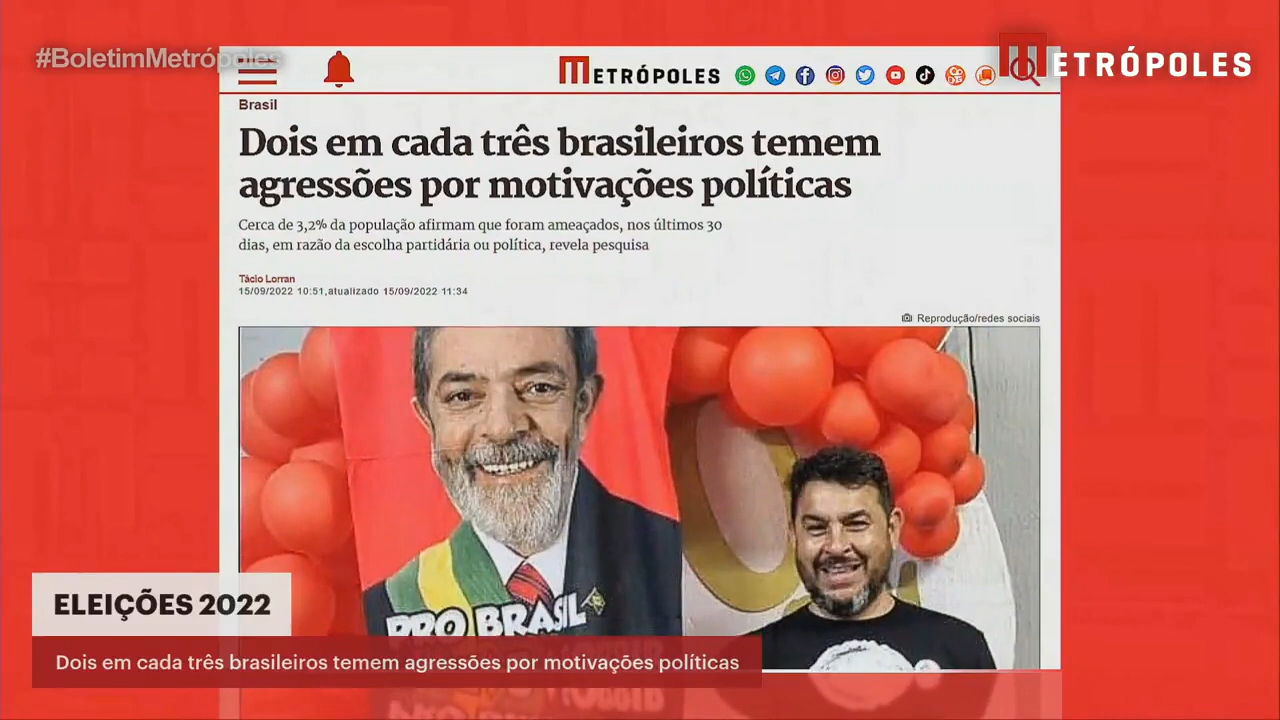 #BoletimMetrópoles
METRÓPOLES
METRÓPOLES
Brasil
Dois em cada três brasileiros temem
agressões por motivações políticas
Cerca de 3,2% da população afirmam que foram ameaçados, nos últimos 30
dias, em razão da escolha partidária ou política, revela pesquisa
Tácio Lorran
15/09/2022 10:51,atualizado 15/09/2022 11:34
Reprodução/redes sociais
PRO BRASIL
ELEIÇÕES 2022
Dois em cada três brasileiros temem agressões por motivações políticas